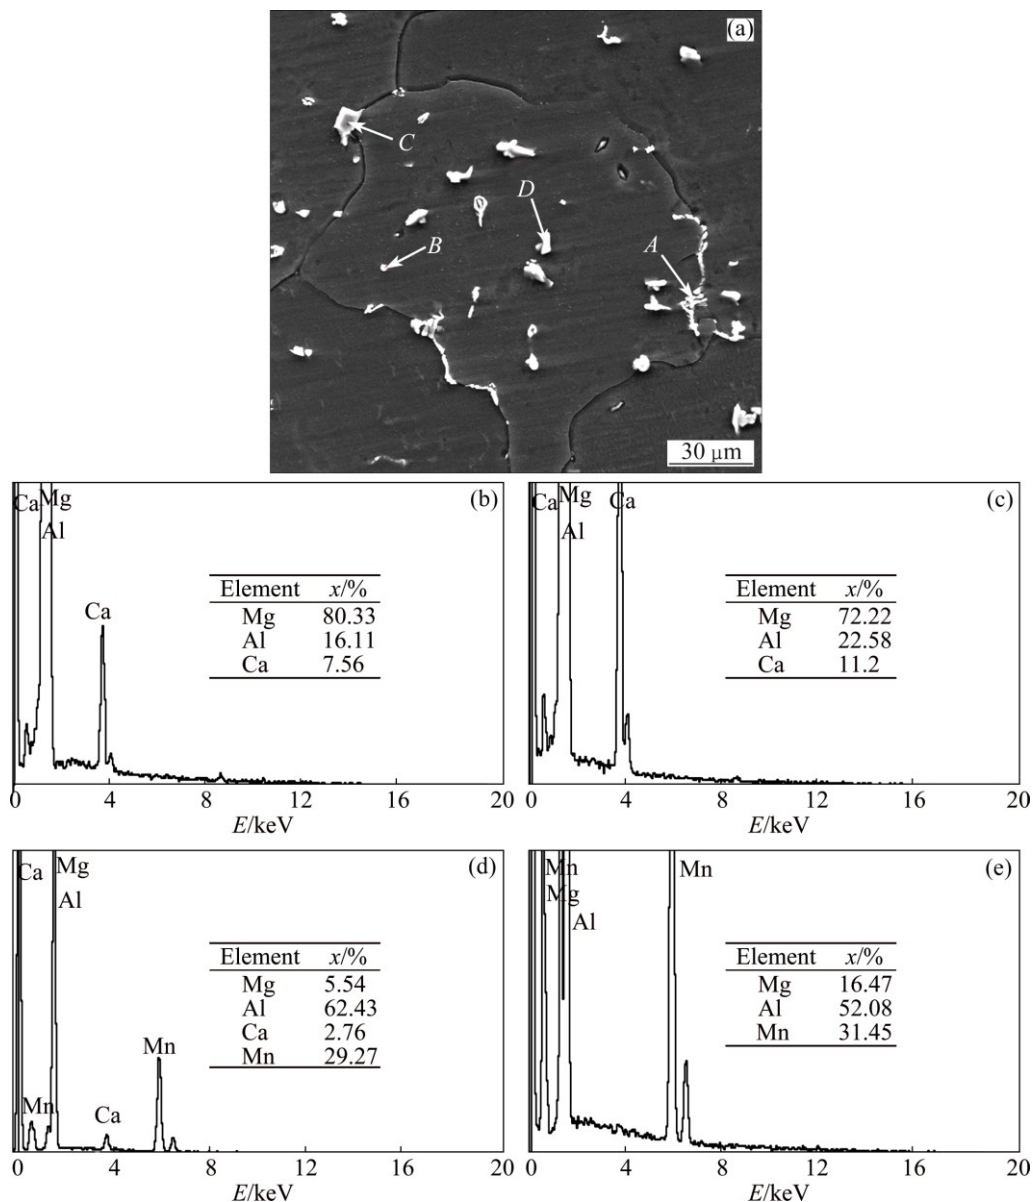 (a)
C
D
B
A
30 μm
(b)
Ca
Mg
Al
Ca
Element x/%
Mg 80.33
Al 16.11
Ca 7.56
0 4 8 12 16 20
E/keV
(c)
Ca
Mg
Al
Ca
Element x/%
Mg 72.22
Al 22.58
Ca 11.2
0 4 8 12 16 20
E/keV
(d)
Ca
Mg
Al
Mn
Ca
Mn
Element x/%
Mg 5.54
Al 62.43
Ca 2.76
Mn 29.27
0 4 8 12 16 20
E/keV
(e)
Mn
Mg
Al
Mn
Element x/%
Mg 16.47
Al 52.08
Mn 31.45
0 4 8 12 16 20
E/keV